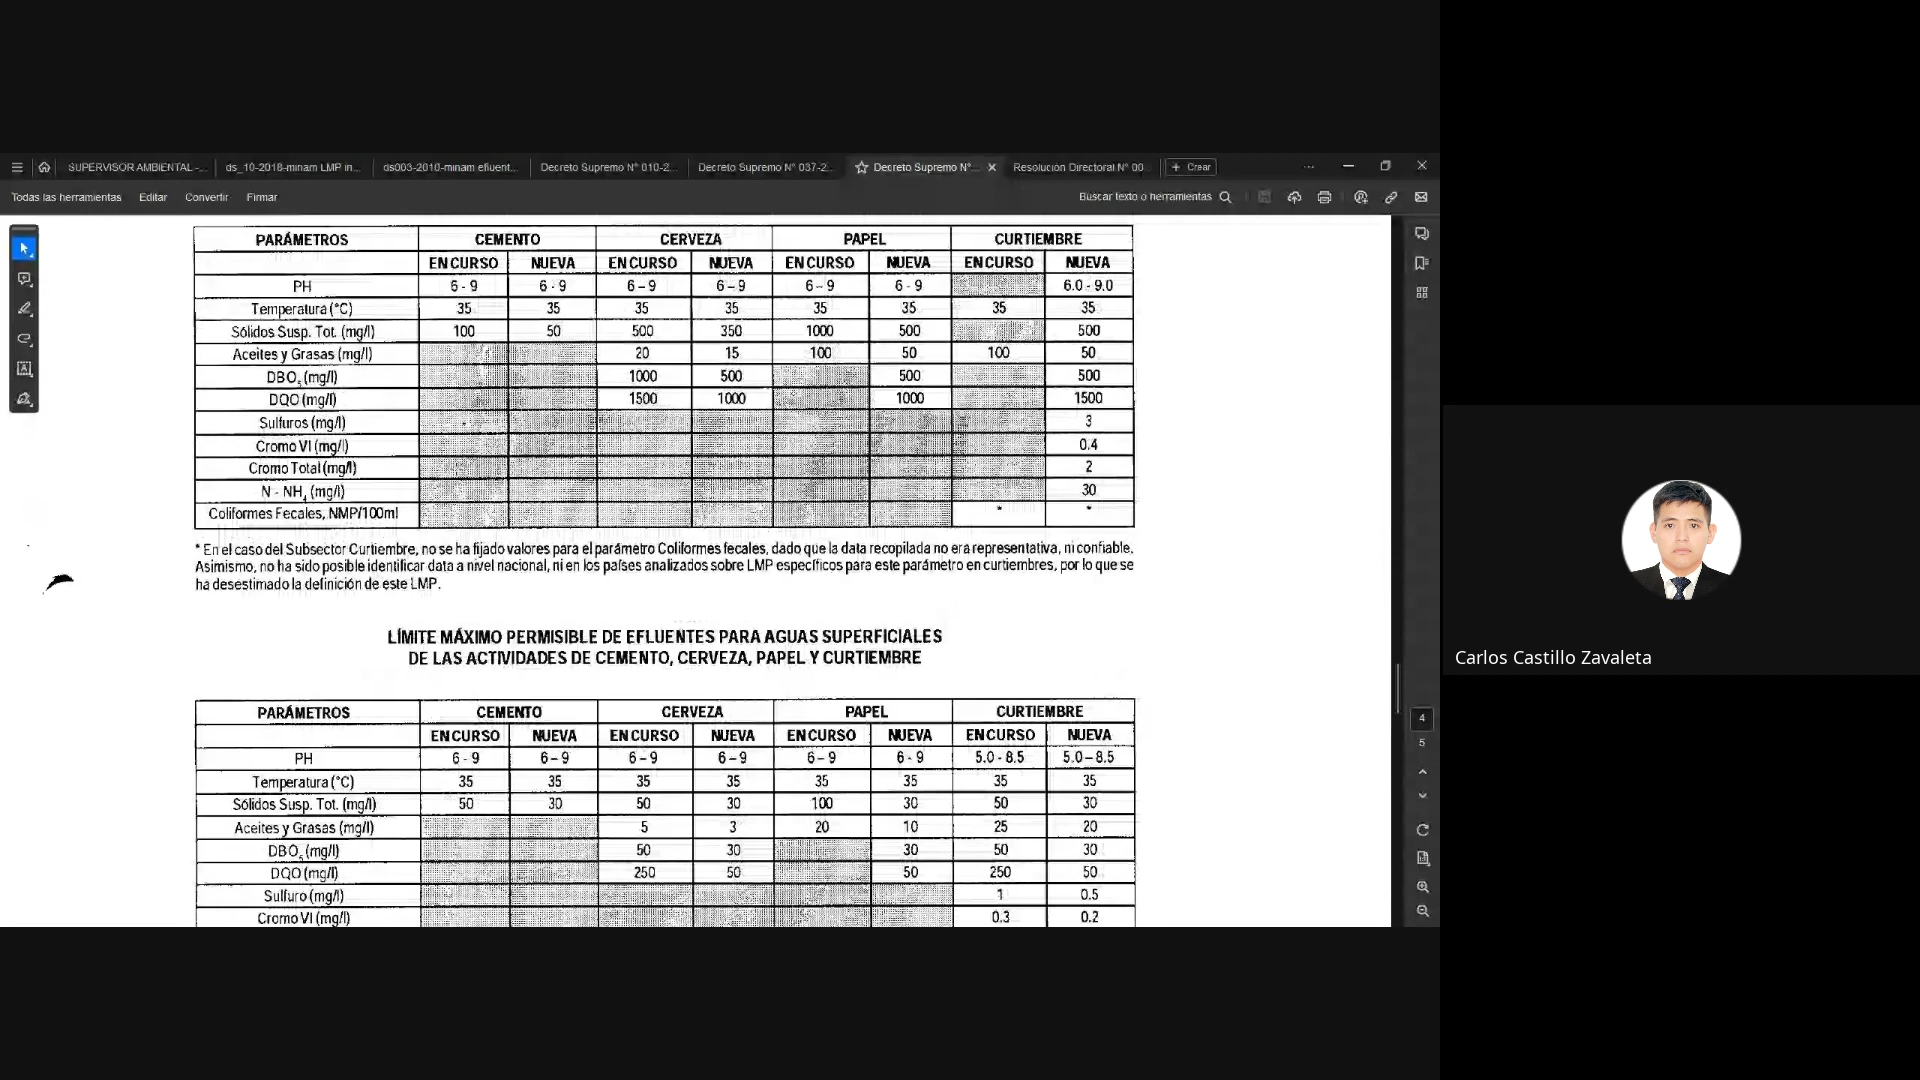 SUPERVISOR AMBIENTAL -... ds_10-2018-minam LMP in... ds003-2010-minam efluent... Decreto Supremo N° 010-2... Decreto Supremo N° 037-2... Decreto Supremo N°... Resolución Directoral N° 00 + Crear
Todas las herramientas Editar Convertir Firmar Buscar texto o herramientas
PARÁMETROS CEMENTO CERVEZA PAPEL CURTIEMBRE
EN CURSO NUEVA EN CURSO NUEVA EN CURSO NUEVA EN CURSO NUEVA
PH 6 - 9 6 - 9 6 – 9 6 – 9 6 – 9 6 - 9 6.0 - 9.0
Temperatura (°C) 35 35 35 35 35 35 35 35
Sólidos Susp. Tot. (mg/l) 100 50 500 350 1000 500 500
Aceites y Grasas (mg/l) 20 15 100 50 100 50
DBO5 (mg/l) 1000 500 500 500
DQO (mg/l) 1500 1000 1000 1500
Sulfuros (mg/l) 3
Cromo VI (mg/l) 0.4
Cromo Total (mg/l) 2
N - NH4 (mg/l) 30
Coliformes Fecales, NMP/100ml * *
* En el caso del Subsector Curtiembre, no se ha fijado valores para el parámetro Coliformes fecales, dado que la data recopilada no era representativa, ni confiable.
Asimismo, no ha sido posible identificar data a nivel nacional, ni en los países analizados sobre LMP específicos para este parámetro en curtiembres, por lo que se
ha desestimado la definición de este LMP.
LÍMITE MÁXIMO PERMISIBLE DE EFLUENTES PARA AGUAS SUPERFICIALES
DE LAS ACTIVIDADES DE CEMENTO, CERVEZA, PAPEL Y CURTIEMBRE
PARÁMETROS CEMENTO CERVEZA PAPEL CURTIEMBRE
EN CURSO NUEVA EN CURSO NUEVA EN CURSO NUEVA EN CURSO NUEVA
PH 6 - 9 6 – 9 6 – 9 6 – 9 6 – 9 6 - 9 5.0 - 8.5 5.0 – 8.5
Temperatura (°C) 35 35 35 35 35 35 35 35
Sólidos Susp. Tot. (mg/l) 50 30 50 30 100 30 50 30
Aceites y Grasas (mg/l) 5 3 20 10 25 20
DBO5 (mg/l) 50 30 30 50 30
DQO (mg/l) 250 50 50 250 50
Sulfuro (mg/l) 1 0.5
Cromo VI (mg/l) 0.3 0.2
4
5
Carlos Castillo Zavaleta